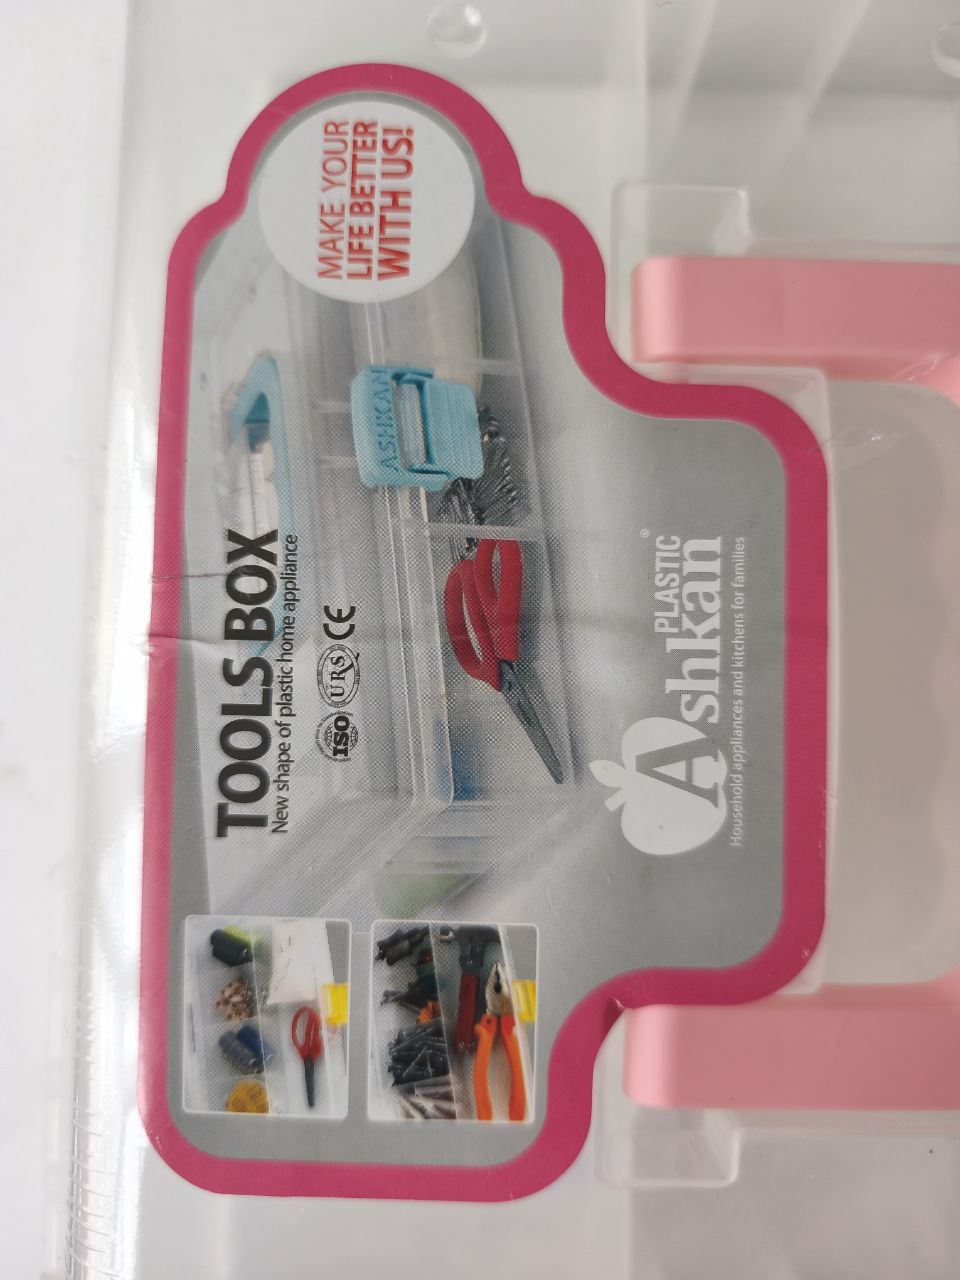 MAKE YOUR
LIFE BETTER
WITH US!
ASHKAN
TOOLS BOX
New shape of plastic home appliance
ISO URS CE
PLASTIC®
Ashkan
Household appliances and kitchens for families